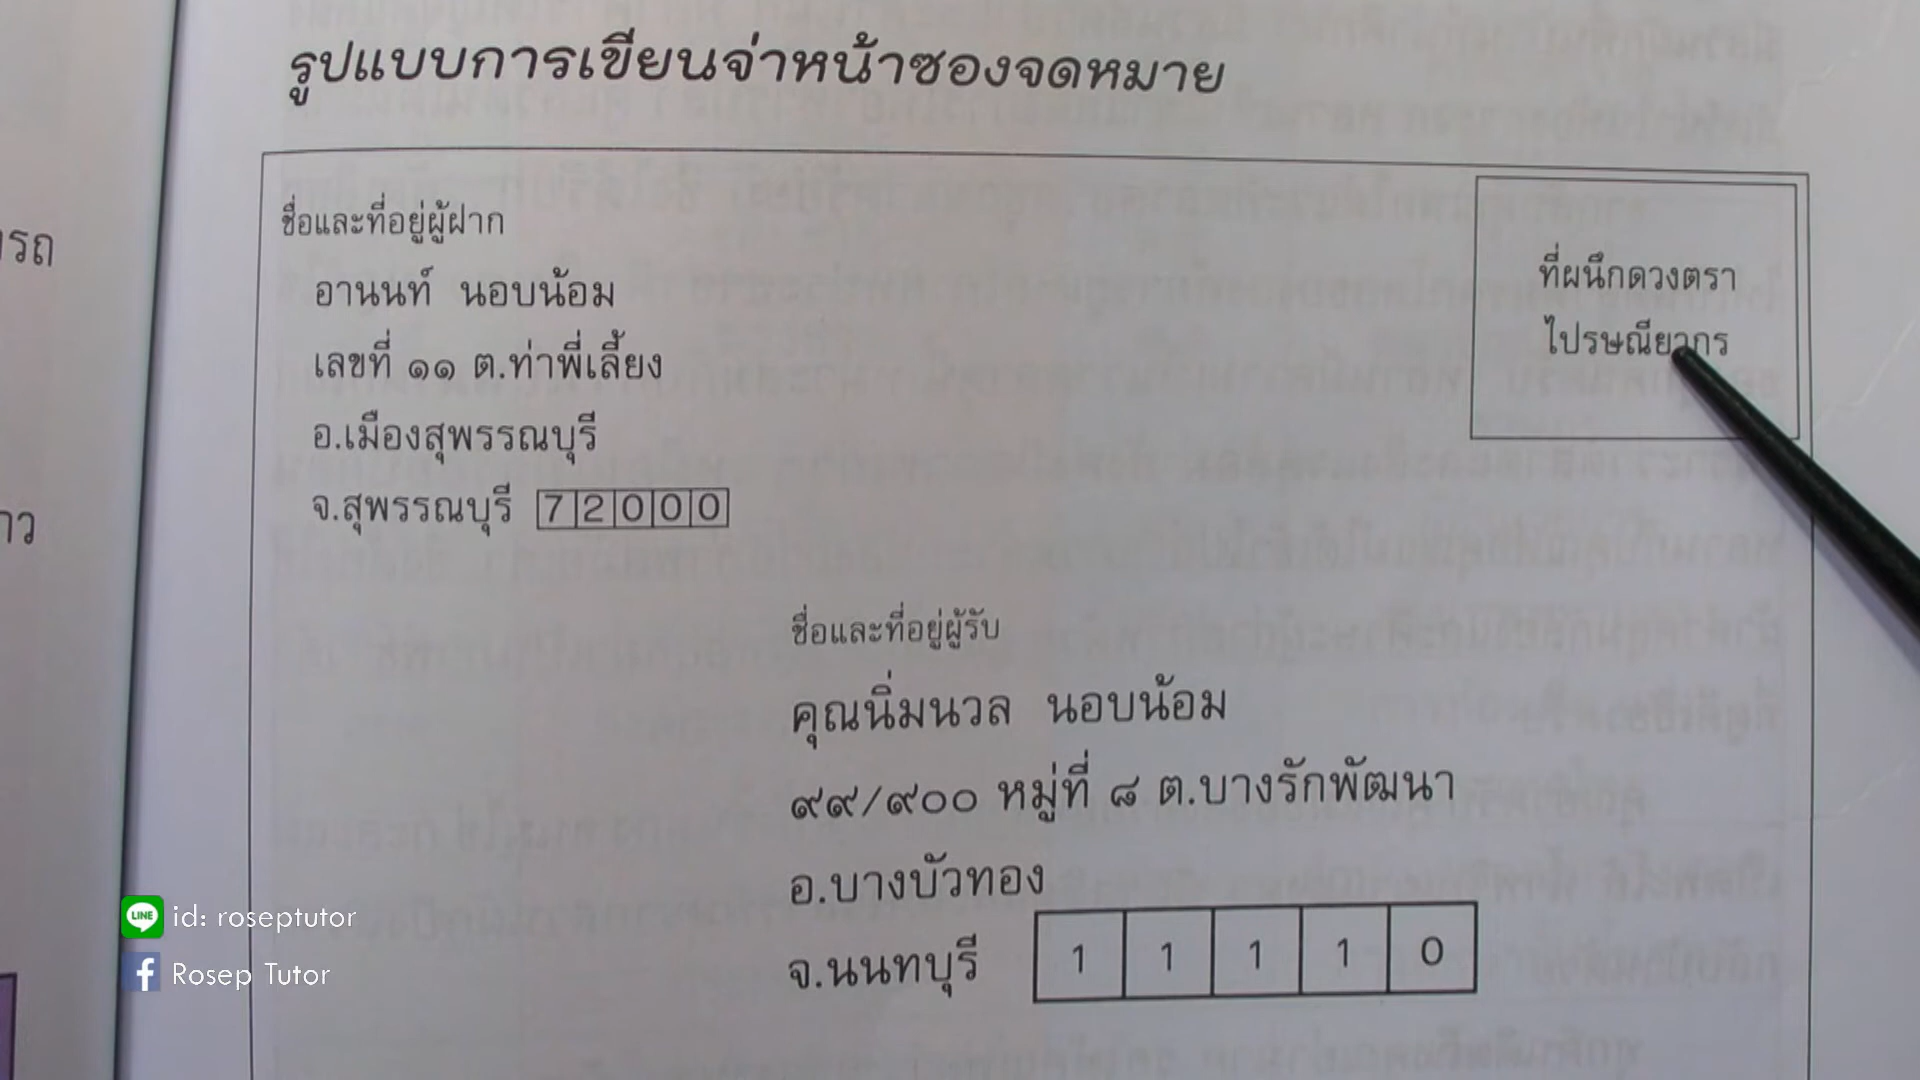 รูปแบบการเขียนจ่าหน้าซองจดหมาย
ชื่อและที่อยู่ผู้ฝาก
อานนท์ นอบน้อม
เลขที่ ๑๑ ต.ท่าพี่เลี้ยง
อ.เมืองสุพรรณบุรี
จ.สุพรรณบุรี 72000
ที่ผนึกดวงตรา
ไปรษณียากร
ชื่อและที่อยู่ผู้รับ
คุณนิ่มนวล นอบน้อม
๙๙/๙๐๐ หมู่ที่ ๘ ต.บางรักพัฒนา
อ.บางบัวทอง
จ.นนทบุรี 11110
LINE id: roseptutor
f Rosep Tutor